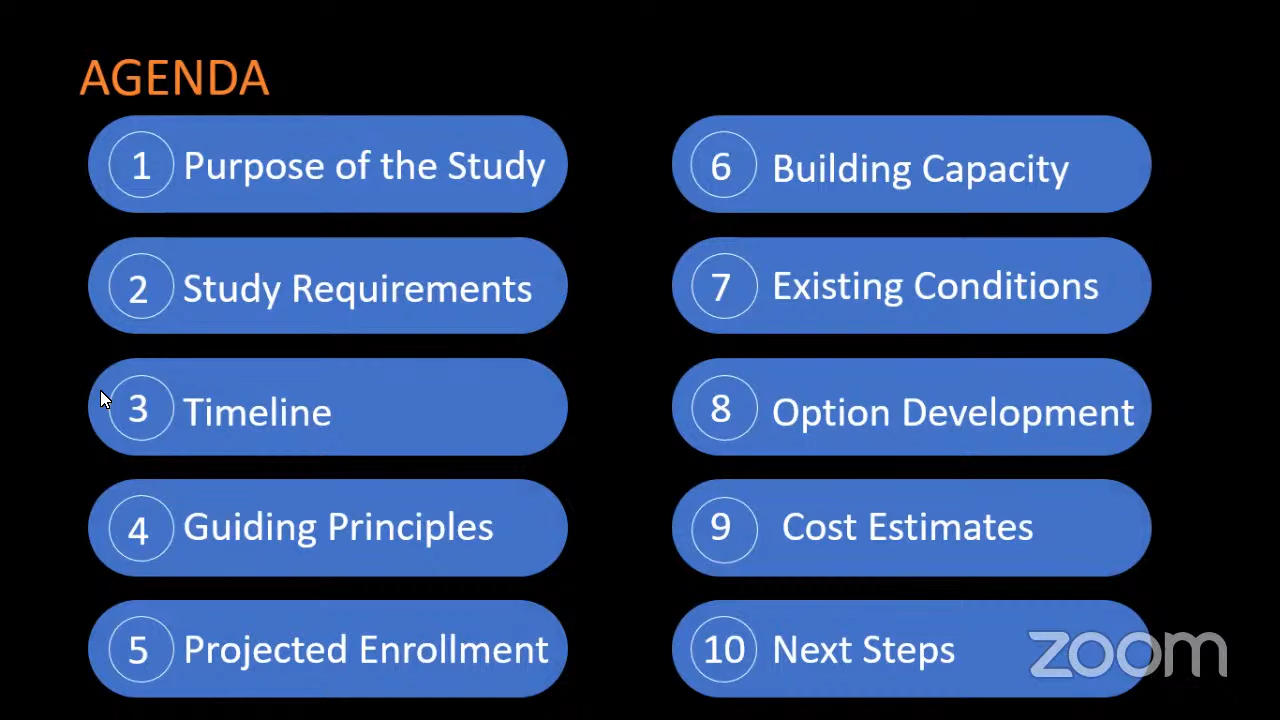 AGENDA
1 Purpose of the Study
2 Study Requirements
3 Timeline
4 Guiding Principles
5 Projected Enrollment
6 Building Capacity
7 Existing Conditions
8 Option Development
9 Cost Estimates
10 Next Steps
zoom